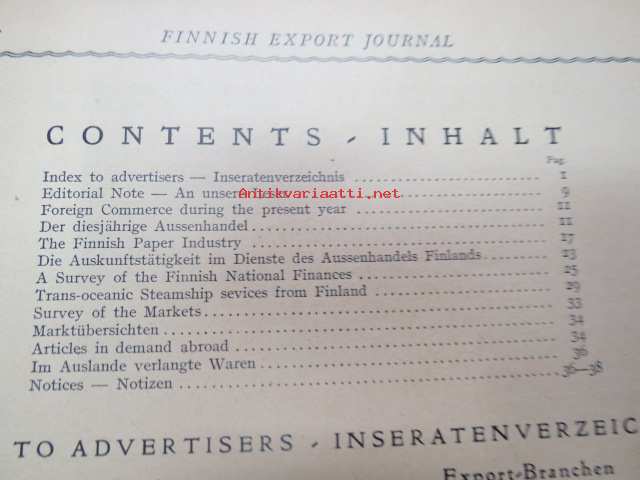 FINNISH EXPORT JOURNAL
CONTENTS - INHALT
Pag.
Index to advertisers — Inseratenverzeichnis 1
Editorial Note — An unsere 9
Antikvariaatti.net
Foreign Commerce during the present year 11
Der diesjährige Aussenhandel 11
The Finnish Paper Industry 17
Die Auskunftstätigkeit im Dienste des Aussenhandels Finlands 23
A Survey of the Finnish National Finances 25
Trans-oceanic Steamship sevices from Finland 29
Survey of the Markets 33
Marktübersichten 34
Articles in demand abroad 34
Im Auslande verlangte Waren 36
Notices — Notizen 36—38
TO ADVERTISERS - INSERATENVERZEIC
Export-Branchen